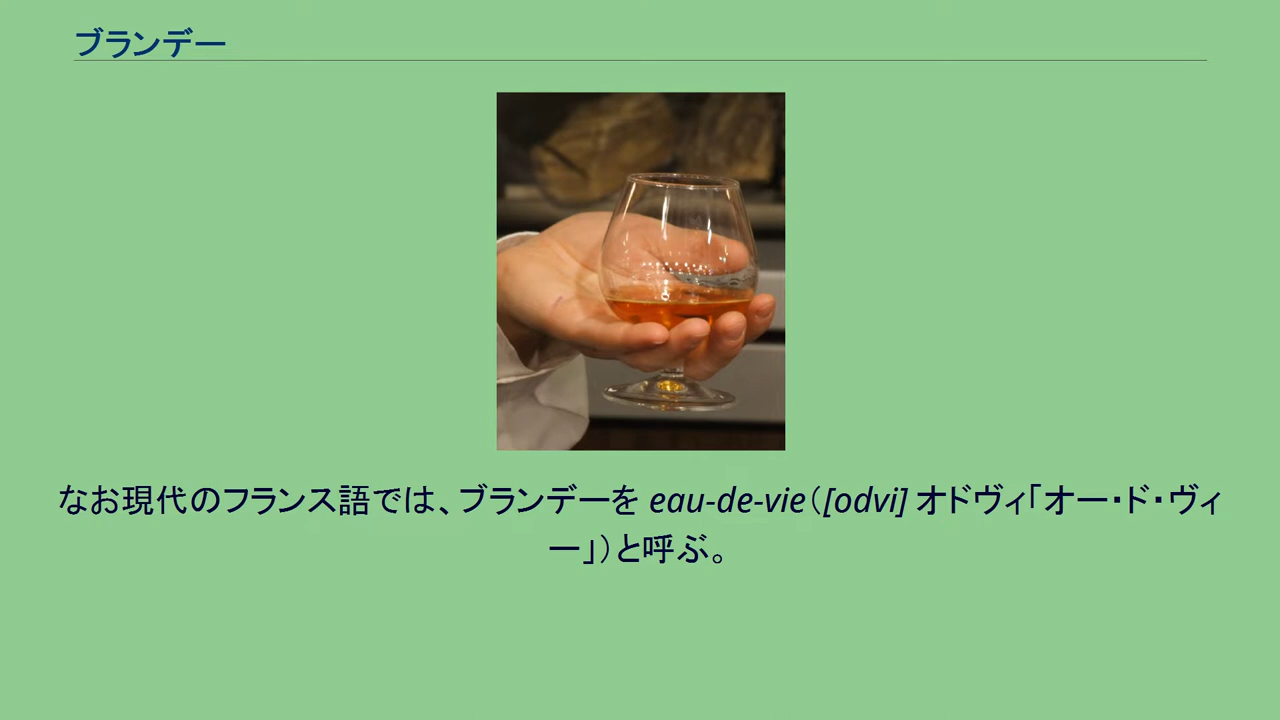 ブランデー
なお現代のフランス語では、ブランデーを eau-de-vie（[odvi] オドヴィ「オー・ド・ヴィ
ー」）と呼ぶ。